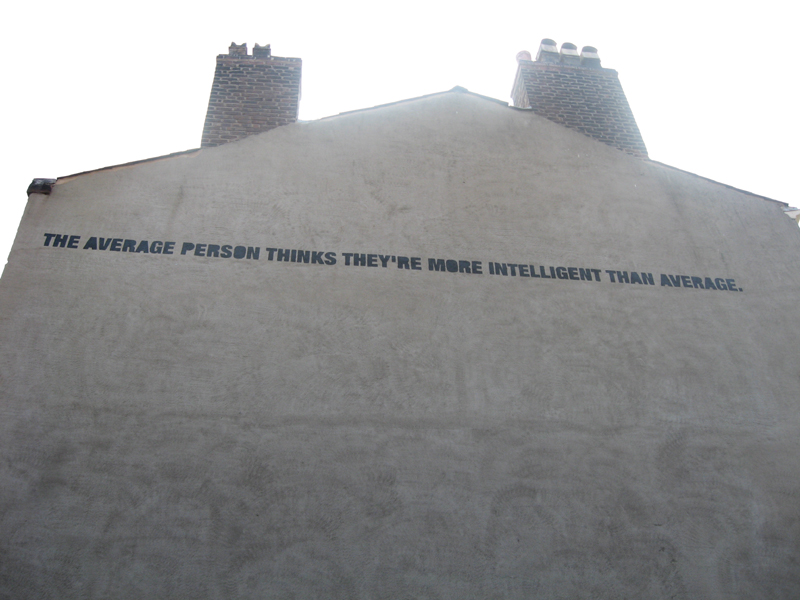 THE AVERAGE PERSON THINKS THEY'RE MORE INTELLIGENT THAN AVERAGE.